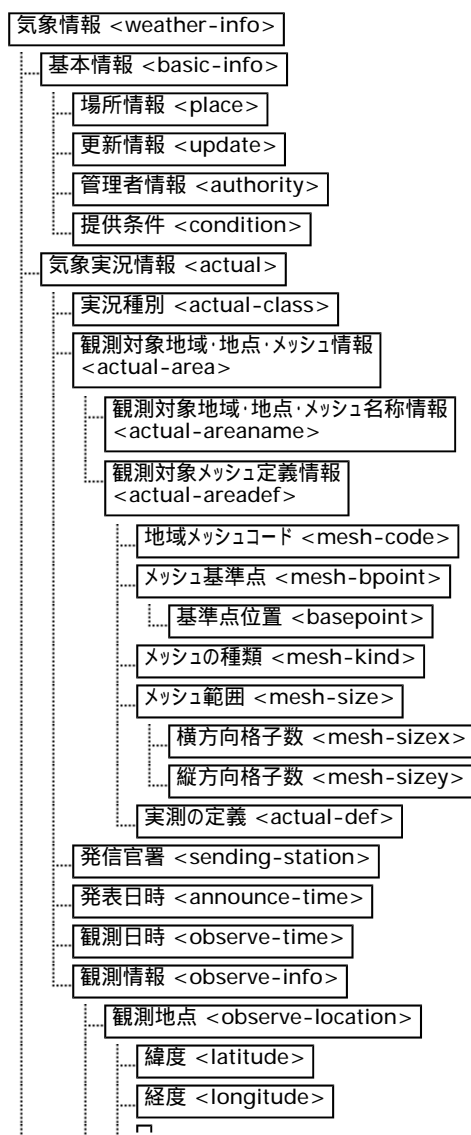 気象情報 <weather-info>
基本情報 <basic-info>
場所情報 <place>
更新情報 <update>
管理者情報 <authority>
提供条件 <condition>
気象実況情報 <actual>
実況種別 <actual-class>
観測対象地域･地点･メッシュ情報
<actual-area>
観測対象地域･地点･メッシュ名称情報
<actual-areaname>
観測対象メッシュ定義情報
<actual-areadef>
地域メッシュコード <mesh-code>
メッシュ基準点 <mesh-bpoint>
基準点位置 <basepoint>
メッシュの種類 <mesh-kind>
メッシュ範囲 <mesh-size>
横方向格子数 <mesh-sizex>
縦方向格子数 <mesh-sizey>
実測の定義 <actual-def>
発信官署 <sending-station>
発表日時 <announce-time>
観測日時 <observe-time>
観測情報 <observe-info>
観測地点 <observe-location>
緯度 <latitude>
経度 <longitude>